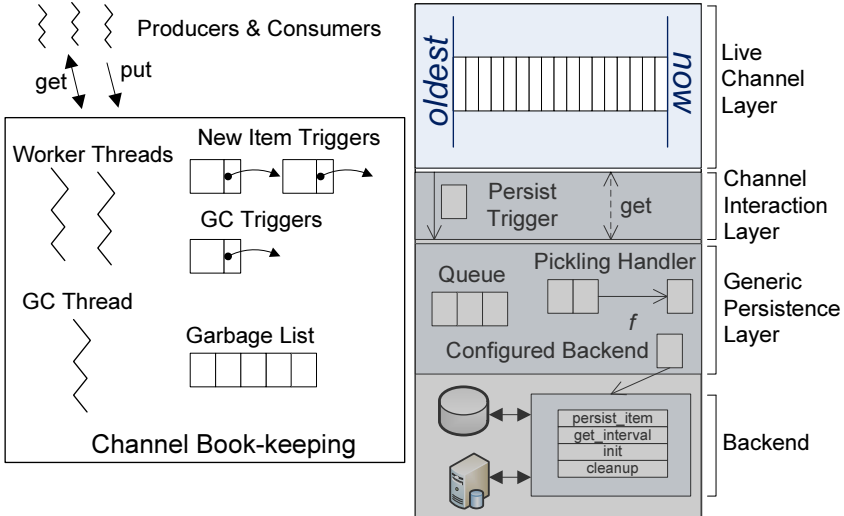 Producers & Consumers
get
put
Worker Threads
New Item Triggers
GC Triggers
GC Thread
Garbage List
Channel Book-keeping
oldest
now
Live
Channel
Layer
Persist
Trigger
get
Channel
Interaction
Layer
Queue
Pickling Handler
f
Configured Backend
Generic
Persistence
Layer
persist_item
get_interval
init
cleanup
Backend